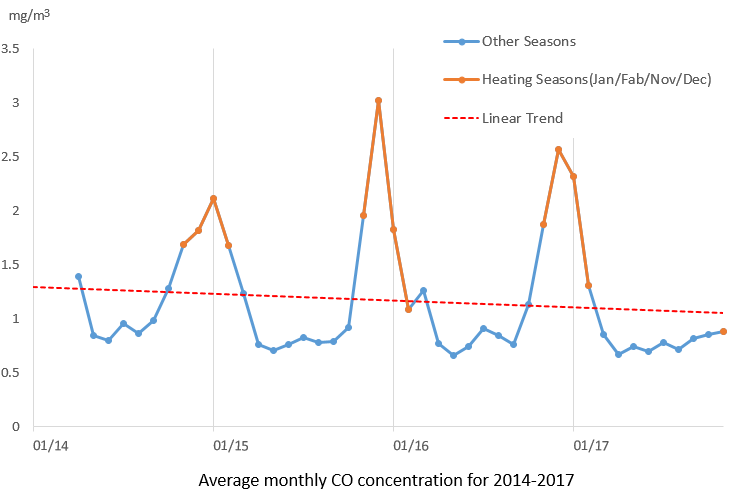 mg/m³
Other Seasons
Heating Seasons(Jan/Fab/Nov/Dec)
Linear Trend
3.5
3
2.5
2
1.5
1
0.5
0
01/14 01/15 01/16 01/17
Average monthly CO concentration for 2014-2017